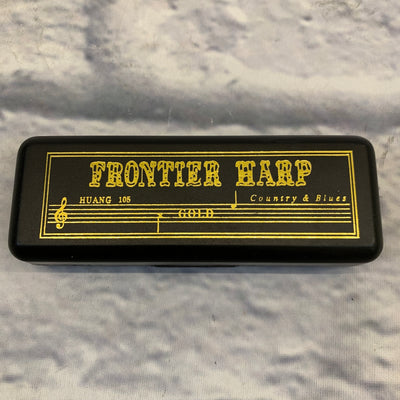 FRONTIER HARP
HUANG 105
Country & Blues
GOLD